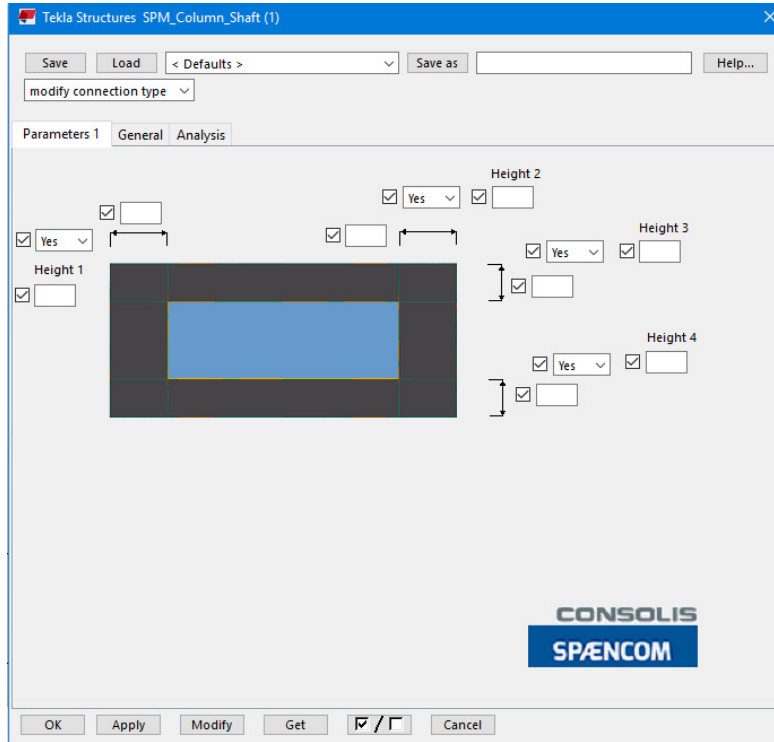 Tekla Structures SPM_Column_Shaft (1)
Save Load < Defaults > Save as Help...
modify connection type
Parameters 1 General Analysis
Height 2
Yes
Height 3
Yes
Yes
Height 1
Height 4
Yes
CONSOLIS
SPÆNCOM
OK Apply Modify Get / Cancel